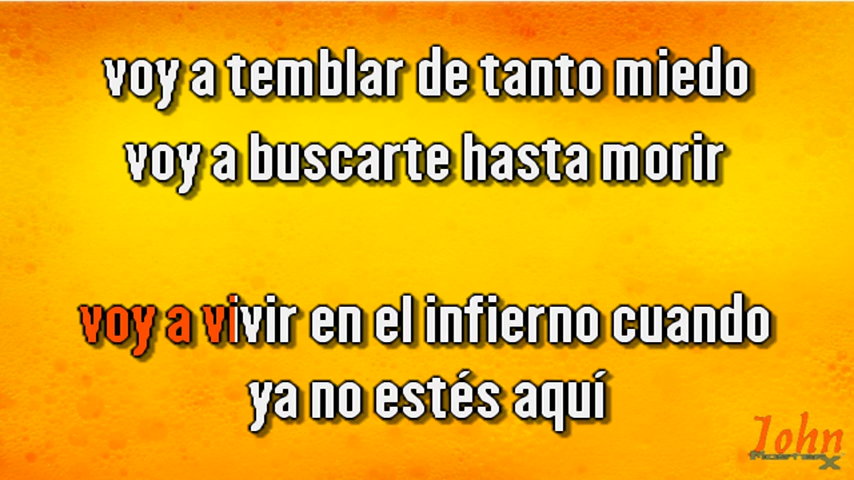 voy a temblar de tanto miedo
voy a buscarte hasta morir
voy a vivir en el infierno cuando
ya no estés aquí
John